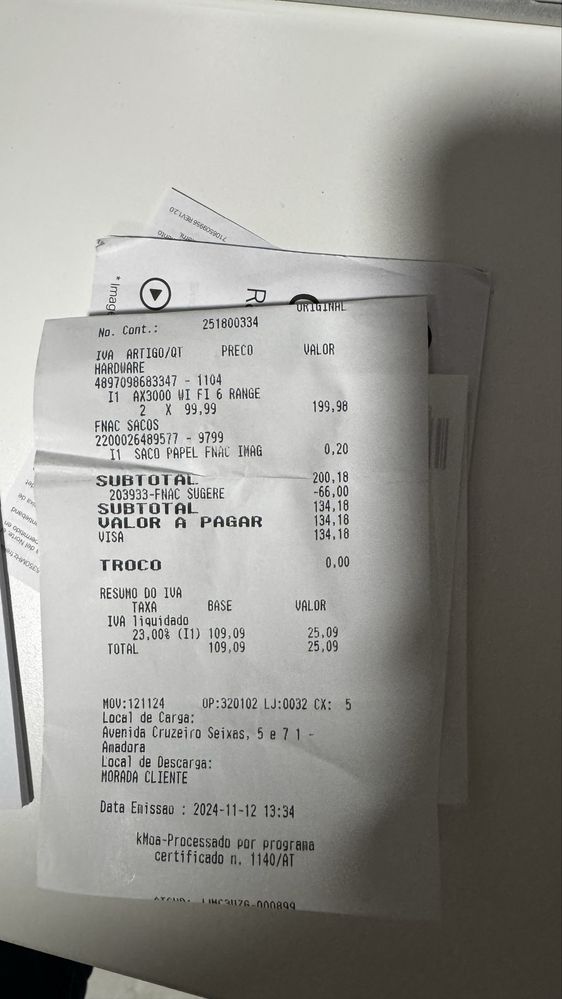 7106509856 REV1.2.0
* Imag
ORIGINAL
No. Cont.: 251800334
IVA ARTIGO/QT PRECO VALOR
HARDWARE
4897098683347 - 1104
I1 AX3000 WI FI 6 RANGE
2 X 99,99 199,98
FNAC SACOS
2200026489577 - 9799
I1 SACO PAPEL FNAC IMAG 0,20
SUBTOTAL 200,18
203933-FNAC SUGERE -66,00
SUBTOTAL 134,18
VALOR A PAGAR 134,18
VISA 134,18
TROCO 0,00
RESUMO DO IVA
TAXA BASE VALOR
IVA liquidado
23,00% (I1) 109,09 25,09
TOTAL 109,09 25,09
MOV:121124 OP:320102 LJ:0032 CX: 5
Local de Carga:
Avenida Cruzeiro Seixas, 5 e 7 1 -
Amadora
Local de Descarga:
MORADA CLIENTE
Data Emissao : 2024-11-12 13:34
kMoa-Processado por programa
certificado n. 1140/AT